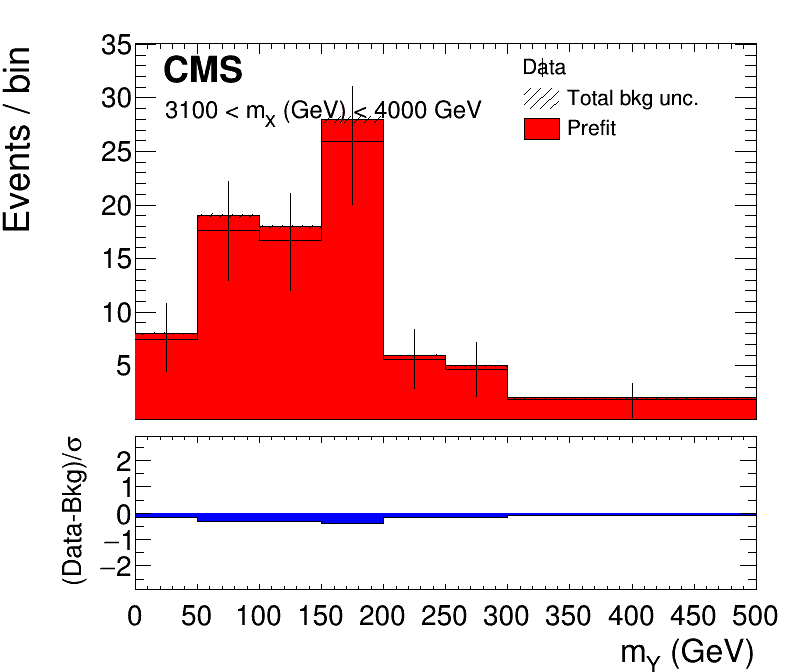 Events / bin
35
30
25
20
15
10
5
CMS
3100 < mX (GeV) < 4000 GeV
Data
Total bkg unc.
Prefit
(Data-Bkg)/σ
2
1
0
−1
−2
0 50 100 150 200 250 300 350 400 450 500
mY (GeV)